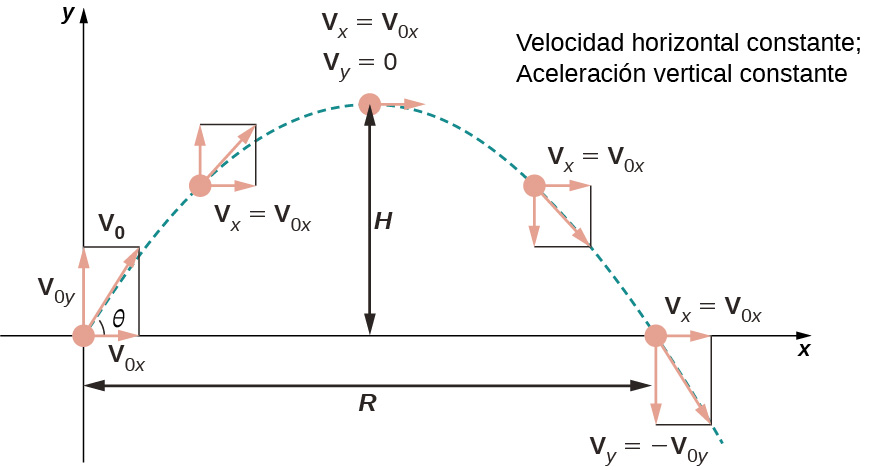 y
V_x = V_0x
V_y = 0
Velocidad horizontal constante;
Aceleración vertical constante
V_x = V_0x
V_x = V_0x
V_0
H
V_0y
θ
V_0x
V_x = V_0x
x
R
V_y = −V_0y